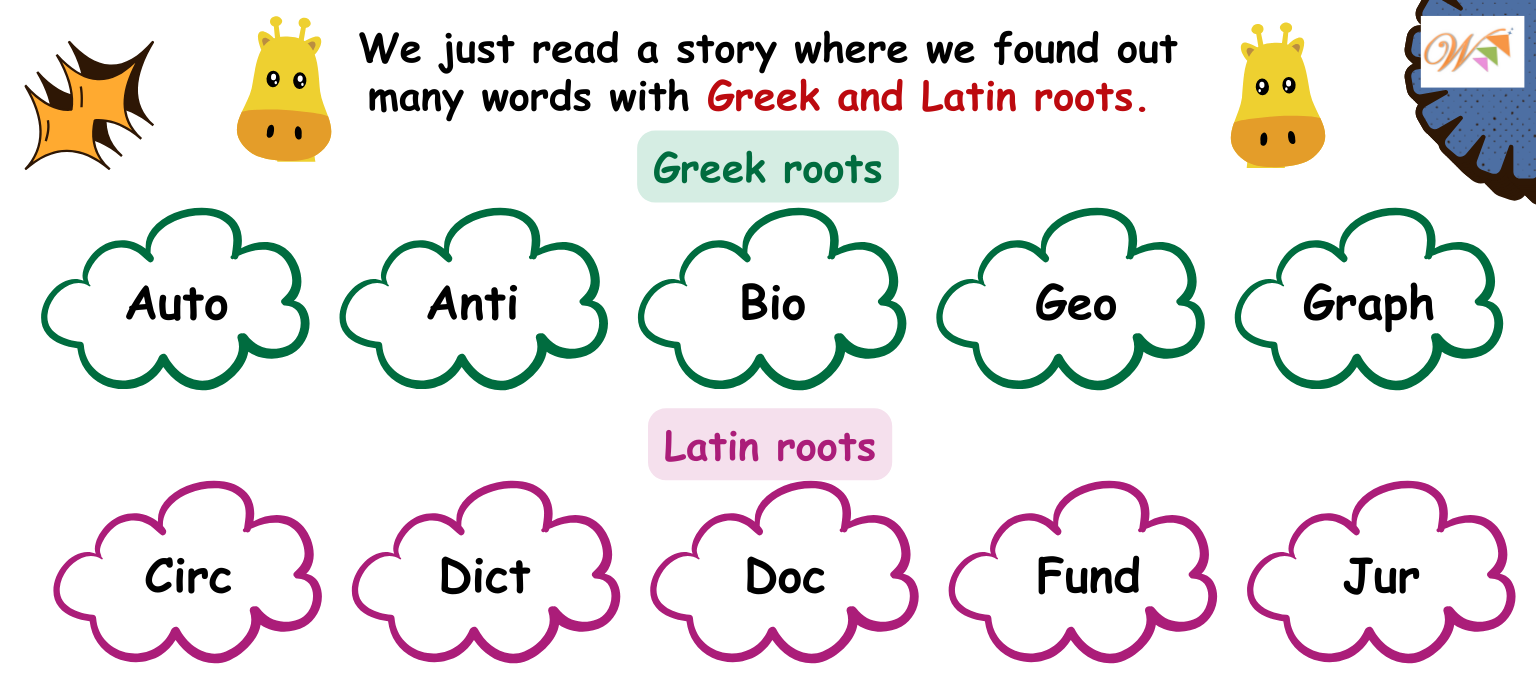 We just read a story where we found out
many words with Greek and Latin roots.
Greek roots
Auto
Anti
Bio
Geo
Graph
Latin roots
Circ
Dict
Doc
Fund
Jur
W